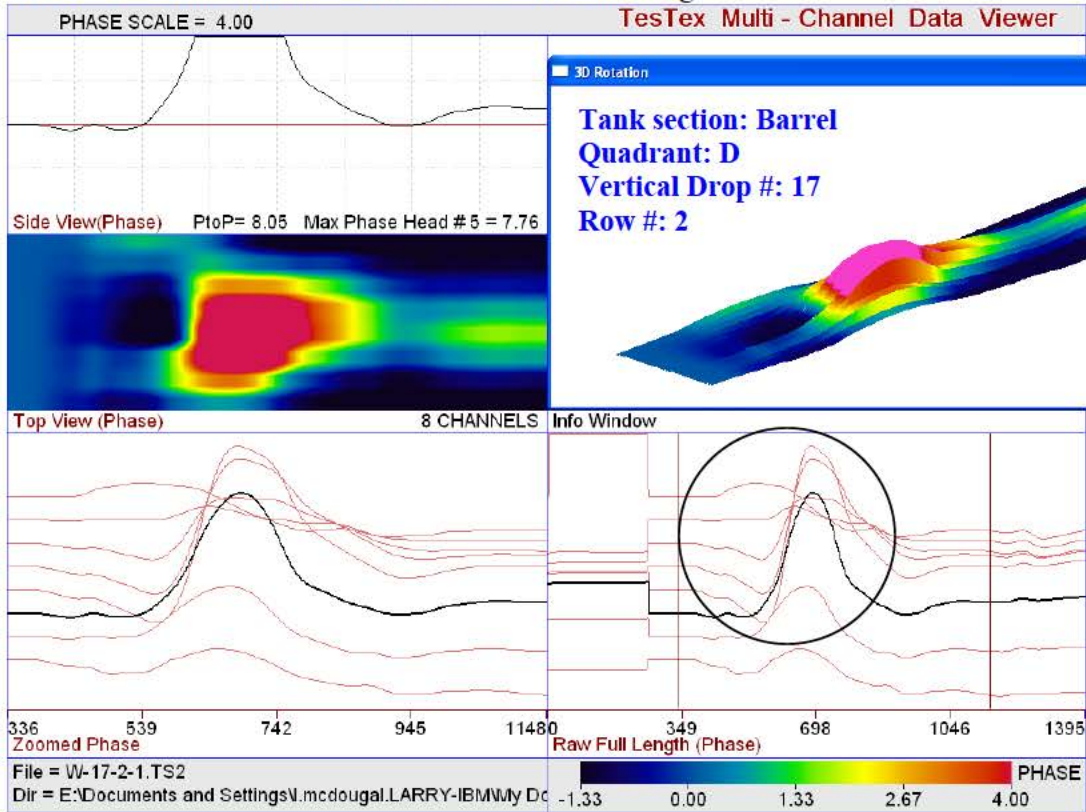 PHASE SCALE = 4.00
TesTex Multi - Channel Data Viewer
3D Rotation
Tank section: Barrel
Quadrant: D
Vertical Drop #: 17
Row #: 2
Side View(Phase) PtoP= 8.05 Max Phase Head # 5 = 7.76
Top View (Phase) 8 CHANNELS
Info Window
336 539 742 945 1148
0 349 698 1046 1395
Zoomed Phase
Raw Full Length (Phase)
File = W-17-2-1.TS2
Dir = E:\Documents and Settings\l.mcdougal.LARRY-IBM\My Do
PHASE
-1.33 0.00 1.33 2.67 4.00